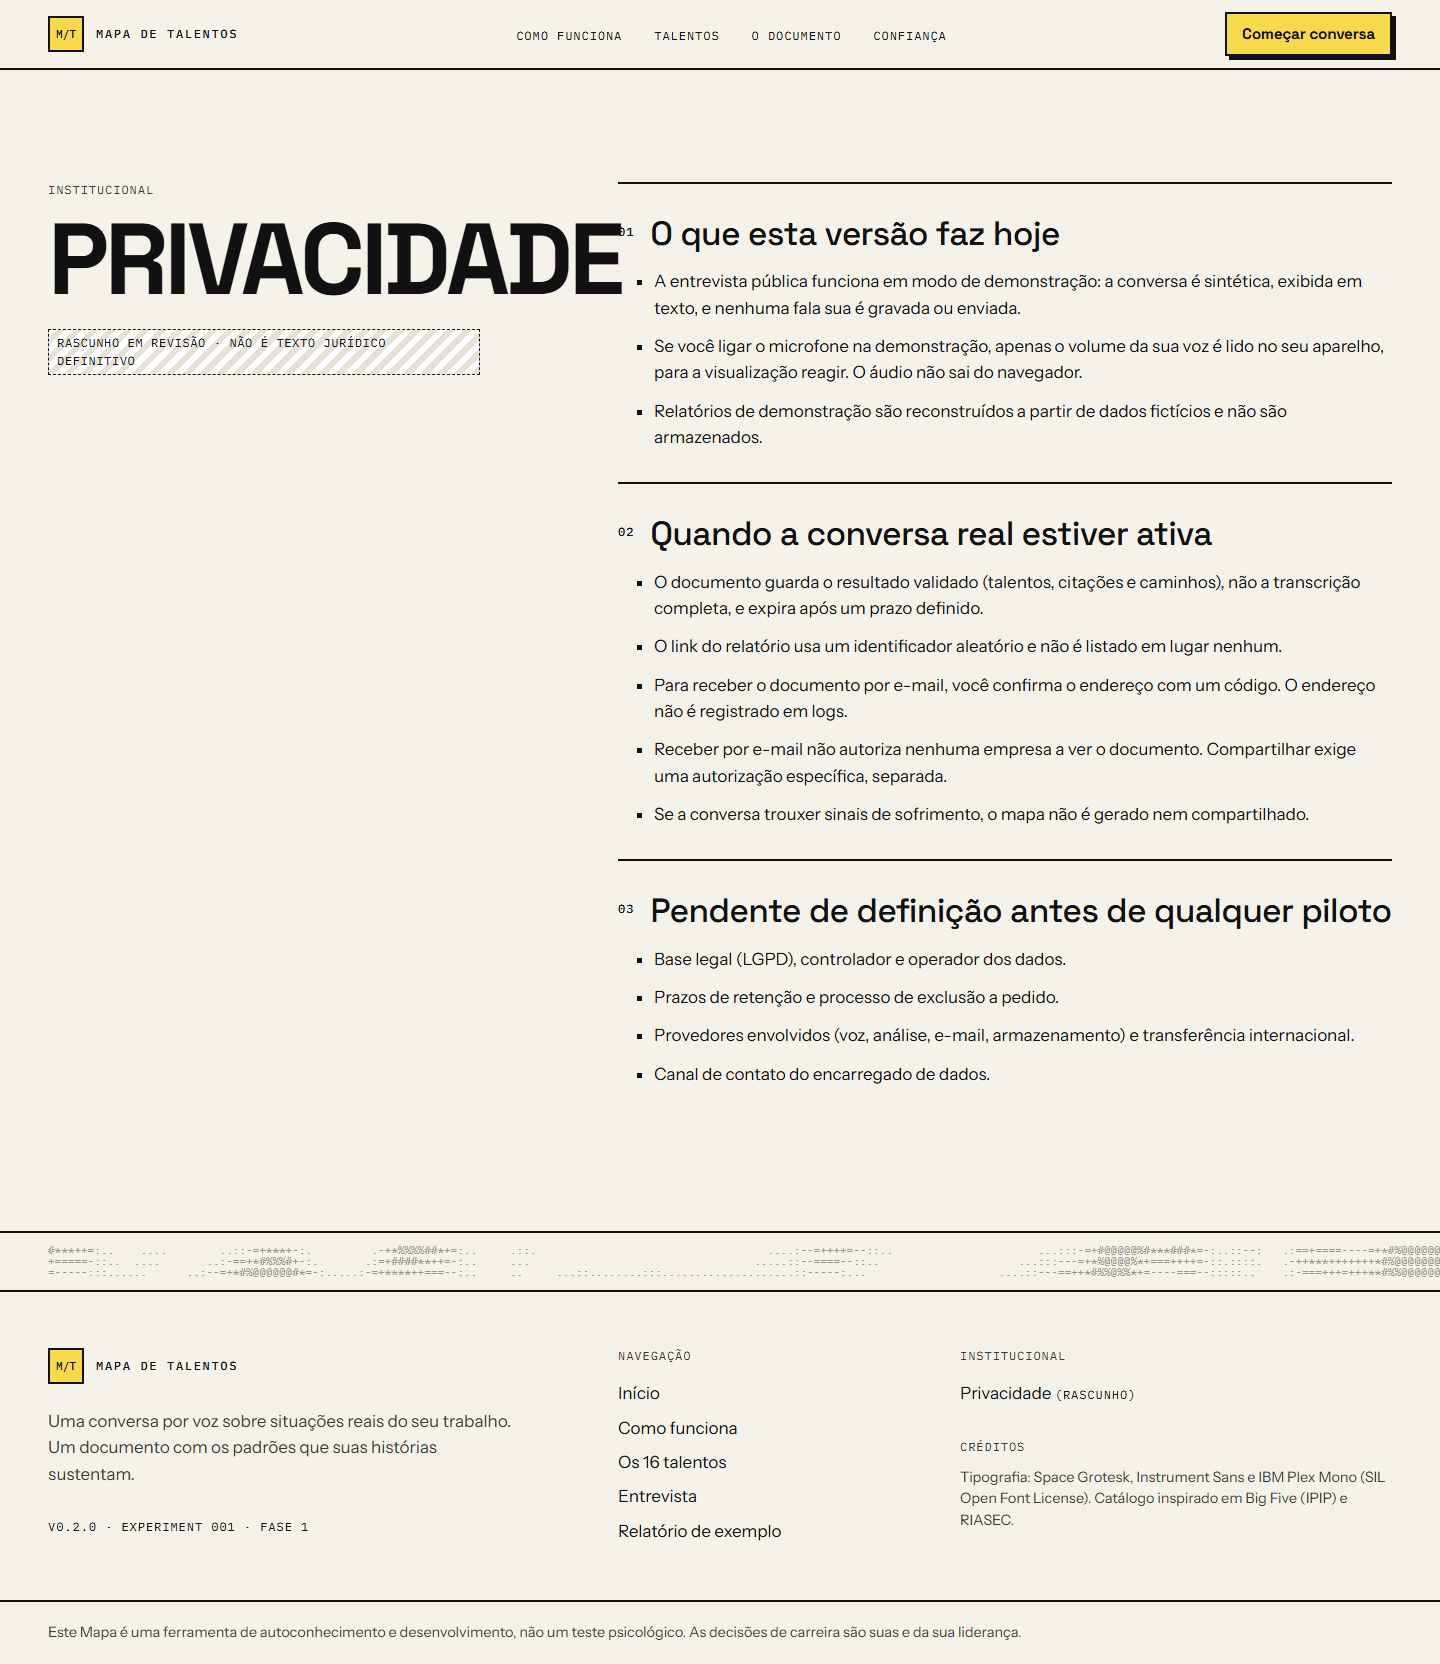 M/T MAPA DE TALENTOS
COMO FUNCIONA TALENTOS O DOCUMENTO CONFIANÇA
Começar conversa
INSTITUCIONAL
PRIVACIDADE
RASCUNHO EM REVISÃO · NÃO É TEXTO JURÍDICO
DEFINITIVO
01 O que esta versão faz hoje
A entrevista pública funciona em modo de demonstração: a conversa é sintética, exibida em
texto, e nenhuma fala sua é gravada ou enviada.
Se você ligar o microfone na demonstração, apenas o volume da sua voz é lido no seu aparelho,
para a visualização reagir. O áudio não sai do navegador.
Relatórios de demonstração são reconstruídos a partir de dados fictícios e não são
armazenados.
02 Quando a conversa real estiver ativa
O documento guarda o resultado validado (talentos, citações e caminhos), não a transcrição
completa, e expira após um prazo definido.
O link do relatório usa um identificador aleatório e não é listado em lugar nenhum.
Para receber o documento por e-mail, você confirma o endereço com um código. O endereço
não é registrado em logs.
Receber por e-mail não autoriza nenhuma empresa a ver o documento. Compartilhar exige
uma autorização específica, separada.
Se a conversa trouxer sinais de sofrimento, o mapa não é gerado nem compartilhado.
03 Pendente de definição antes de qualquer piloto
Base legal (LGPD), controlador e operador dos dados.
Prazos de retenção e processo de exclusão a pedido.
Provedores envolvidos (voz, análise, e-mail, armazenamento) e transferência internacional.
Canal de contato do encarregado de dados.
M/T MAPA DE TALENTOS
Uma conversa por voz sobre situações reais do seu trabalho.
Um documento com os padrões que suas histórias
sustentam.
V0.2.0 · EXPERIMENT 001 · FASE 1
NAVEGAÇÃO
Início
Como funciona
Os 16 talentos
Entrevista
Relatório de exemplo
INSTITUCIONAL
Privacidade (RASCUNHO)
CRÉDITOS
Tipografia: Space Grotesk, Instrument Sans e IBM Plex Mono (SIL
Open Font License). Catálogo inspirado em Big Five (IPIP) e
RIASEC.
Este Mapa é uma ferramenta de autoconhecimento e desenvolvimento, não um teste psicológico. As decisões de carreira são suas e da sua liderança.